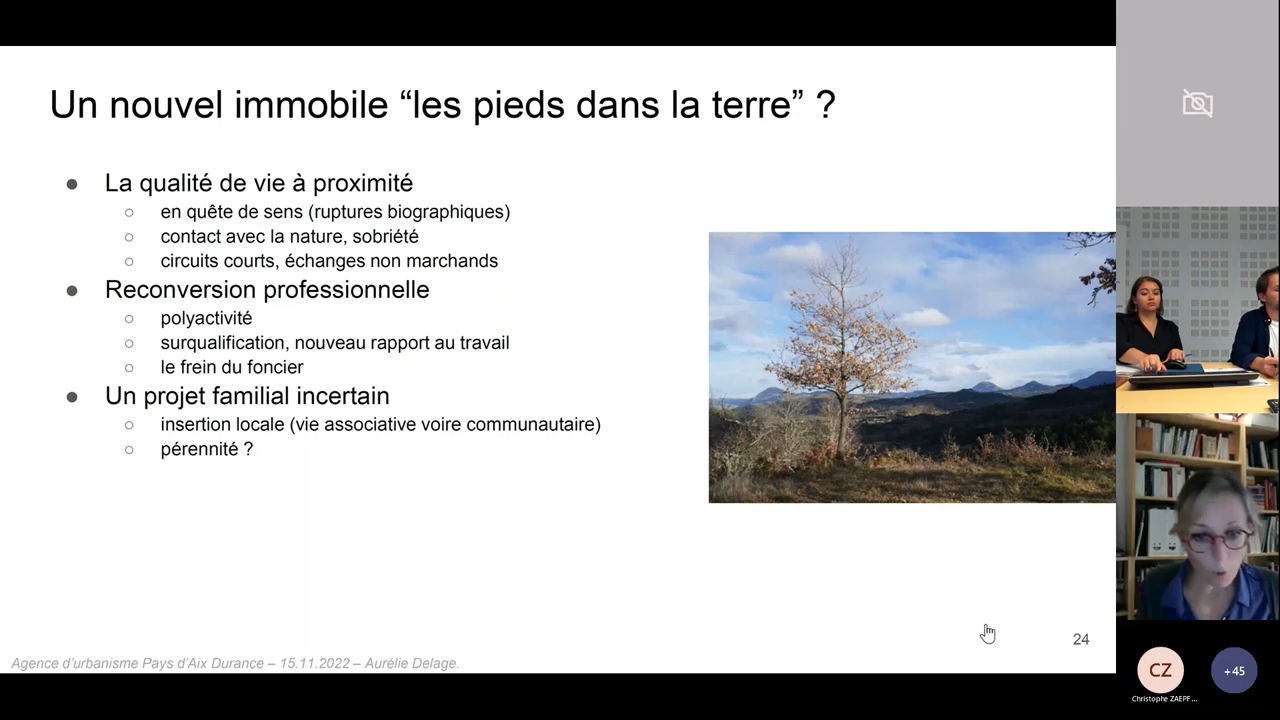 Un nouvel immobile “les pieds dans la terre” ?
● La qualité de vie à proximité
○ en quête de sens (ruptures biographiques)
○ contact avec la nature, sobriété
○ circuits courts, échanges non marchands
● Reconversion professionnelle
○ polyactivité
○ surqualification, nouveau rapport au travail
○ le frein du foncier
● Un projet familial incertain
○ insertion locale (vie associative voire communautaire)
○ pérennité ?
24
Agence d’urbanisme Pays d’Aix Durance – 15.11.2022 – Aurélie Delage.
CZ
+45
Christophe ZAEPF...